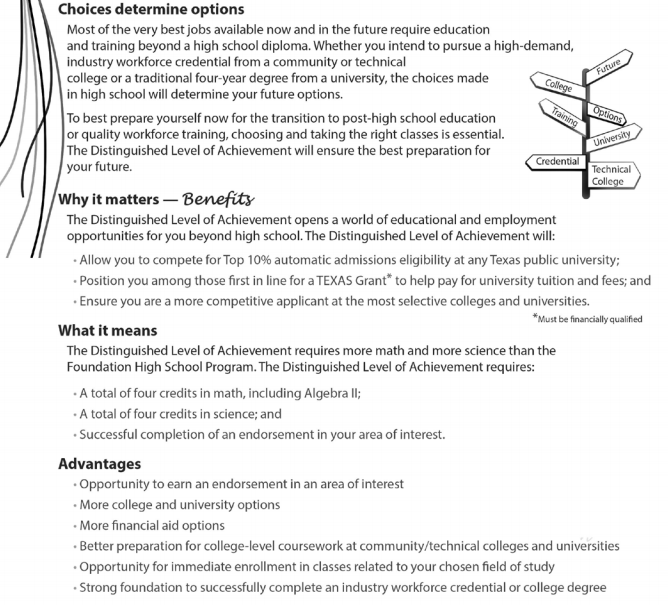 Choices determine options
Most of the very best jobs available now and in the future require education
and training beyond a high school diploma. Whether you intend to pursue a high-demand,
industry workforce credential from a community or technical
college or a traditional four-year degree from a university, the choices made
in high school will determine your future options.
To best prepare yourself now for the transition to post-high school education
or quality workforce training, choosing and taking the right classes is essential.
The Distinguished Level of Achievement will ensure the best preparation for
your future.
Future
College
Training
Options
University
Credential
Technical
College
Why it matters — Benefits
The Distinguished Level of Achievement opens a world of educational and employment
opportunities for you beyond high school. The Distinguished Level of Achievement will:
• Allow you to compete for Top 10% automatic admissions eligibility at any Texas public university;
• Position you among those first in line for a TEXAS Grant* to help pay for university tuition and fees; and
• Ensure you are a more competitive applicant at the most selective colleges and universities.
*Must be financially qualified
What it means
The Distinguished Level of Achievement requires more math and more science than the
Foundation High School Program. The Distinguished Level of Achievement requires:
• A total of four credits in math, including Algebra II;
• A total of four credits in science; and
• Successful completion of an endorsement in your area of interest.
Advantages
• Opportunity to earn an endorsement in an area of interest
• More college and university options
• More financial aid options
• Better preparation for college-level coursework at community/technical colleges and universities
• Opportunity for immediate enrollment in classes related to your chosen field of study
• Strong foundation to successfully complete an industry workforce credential or college degree